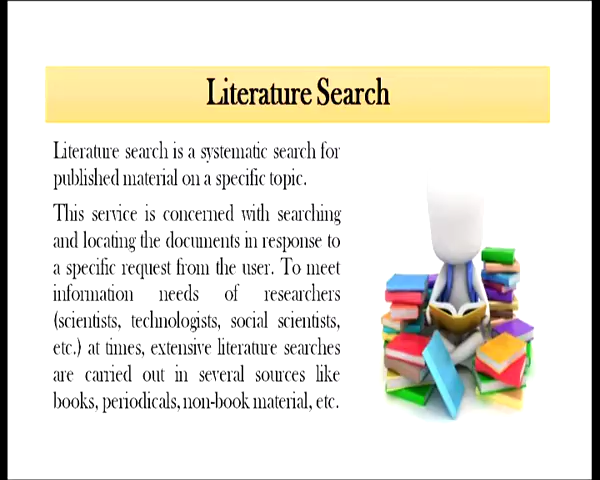 Literature Search
Literature search is a systematic search for
published material on a specific topic.
This service is concerned with searching
and locating the documents in response to
a specific request from the user. To meet
information needs of researchers
(scientists, technologists, social scientists,
etc.) at times, extensive literature searches
are carried out in several sources like
books, periodicals, non-book material, etc.